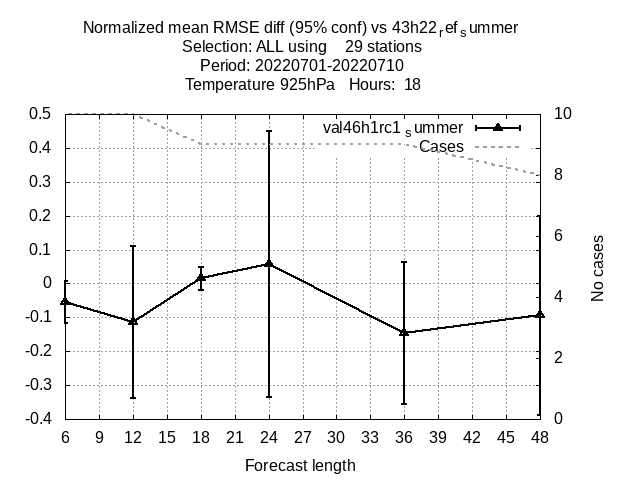 Normalized mean RMSE diff (95% conf) vs 43h22ref summer
Selection: ALL using 29 stations
Period: 20220701-20220710
Temperature 925hPa Hours: 18
val46h1rc1summer
Cases
0.5
0.4
0.3
0.2
0.1
0
-0.1
-0.2
-0.3
-0.4
10
8
6
4
2
0
No cases
6 9 12 15 18 21 24 27 30 33 36 39 42 45 48
Forecast length